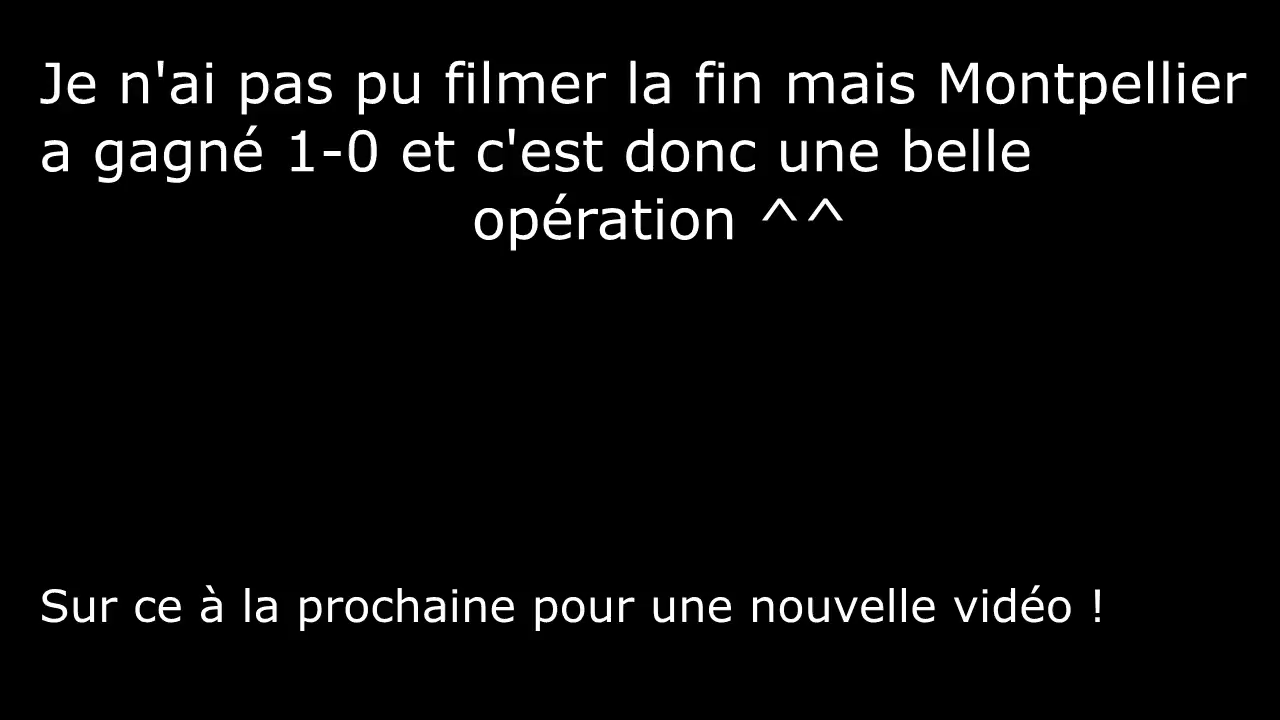 Je n'ai pas pu filmer la fin mais Montpellier
a gagné 1-0 et c'est donc une belle
opération ^^
Sur ce à la prochaine pour une nouvelle vidéo !